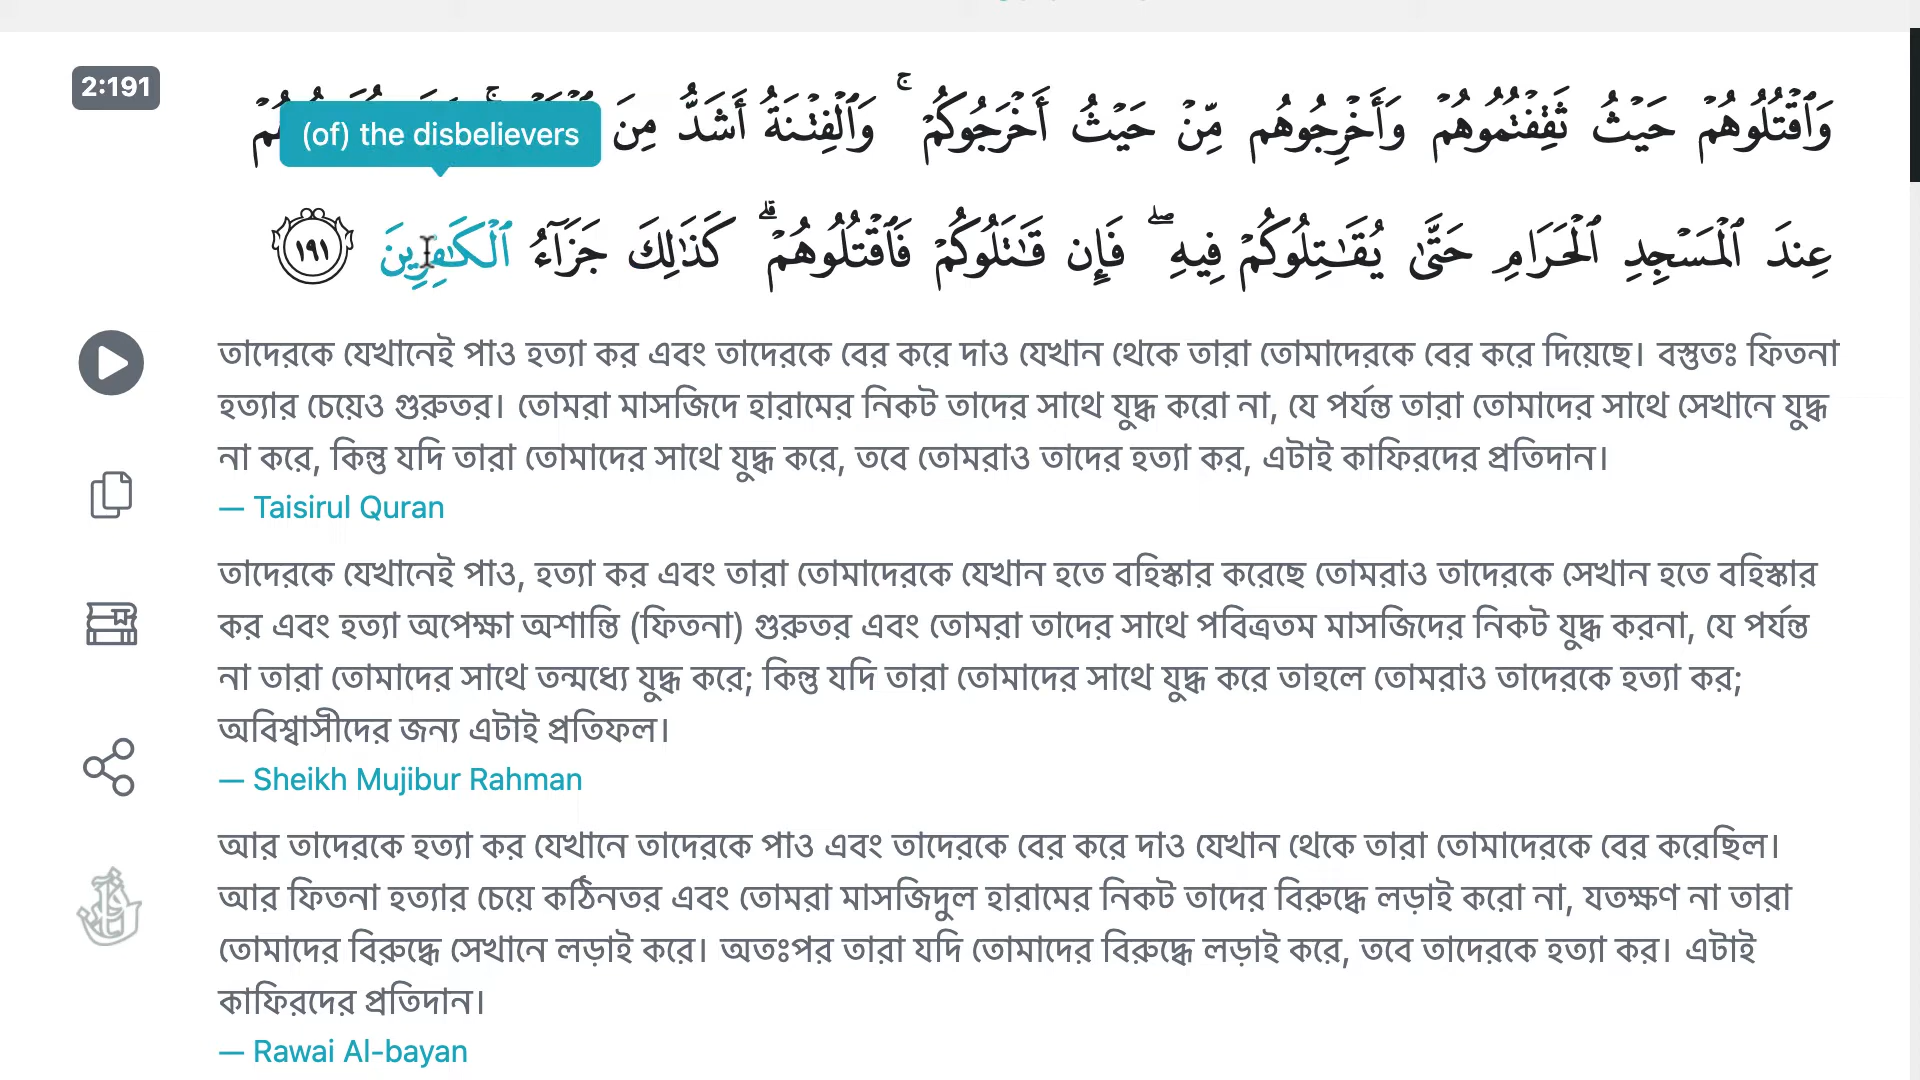 2:191
وَٱقْتُلُوهُمْ حَيْثُ ثَقِفْتُمُوهُمْ وَأَخْرِجُوهُم مِّنْ حَيْثُ أَخْرَجُوكُمْ ۚ وَٱلْفِتْنَةُ أَشَدُّ مِنَ
(of) the disbelievers
عِندَ ٱلْمَسْجِدِ ٱلْحَرَامِ حَتَّىٰ يُقَـٰتِلُوكُمْ فِيهِ ۖ فَإِن قَـٰتَلُوكُمْ فَٱقْتُلُوهُمْ ۗ كَذَٰلِكَ جَزَآءُ ٱلْكَـٰفِرِينَ ١٩١
তাদেরকে যেখানেই পাও হত্যা কর এবং তাদেরকে বের করে দাও যেখান থেকে তারা তোমাদেরকে বের করে দিয়েছে। বস্তুতঃ ফিতনা
হত্যার চেয়েও গুরুতর। তোমরা মাসজিদে হারামের নিকট তাদের সাথে যুদ্ধ করো না, যে পর্যন্ত তারা তোমাদের সাথে সেখানে যুদ্ধ
না করে, কিন্তু যদি তারা তোমাদের সাথে যুদ্ধ করে, তবে তোমরাও তাদের হত্যা কর, এটাই কাফিরদের প্রতিদান।
— Taisirul Quran
তাদেরকে যেখানেই পাও, হত্যা কর এবং তারা তোমাদেরকে যেখান হতে বহিস্কার করেছে তোমরাও তাদেরকে সেখান হতে বহিস্কার
কর এবং হত্যা অপেক্ষা অশান্তি (ফিতনা) গুরুতর এবং তোমরা তাদের সাথে পবিত্রতম মাসজিদের নিকট যুদ্ধ করনা, যে পর্যন্ত
না তারা তোমাদের সাথে তন্মধ্যে যুদ্ধ করে; কিন্তু যদি তারা তোমাদের সাথে যুদ্ধ করে তাহলে তোমরাও তাদেরকে হত্যা কর;
অবিশ্বাসীদের জন্য এটাই প্রতিফল।
— Sheikh Mujibur Rahman
আর তাদেরকে হত্যা কর যেখানে তাদেরকে পাও এবং তাদেরকে বের করে দাও যেখান থেকে তারা তোমাদেরকে বের করেছিল।
আর ফিতনা হত্যার চেয়ে কঠিনতর এবং তোমরা মাসজিদুল হারামের নিকট তাদের বিরুদ্ধে লড়াই করো না, যতক্ষণ না তারা
তোমাদের বিরুদ্ধে সেখানে লড়াই করে। অতঃপর তারা যদি তোমাদের বিরুদ্ধে লড়াই করে, তবে তাদেরকে হত্যা কর। এটাই
কাফিরদের প্রতিদান।
— Rawai Al-bayan